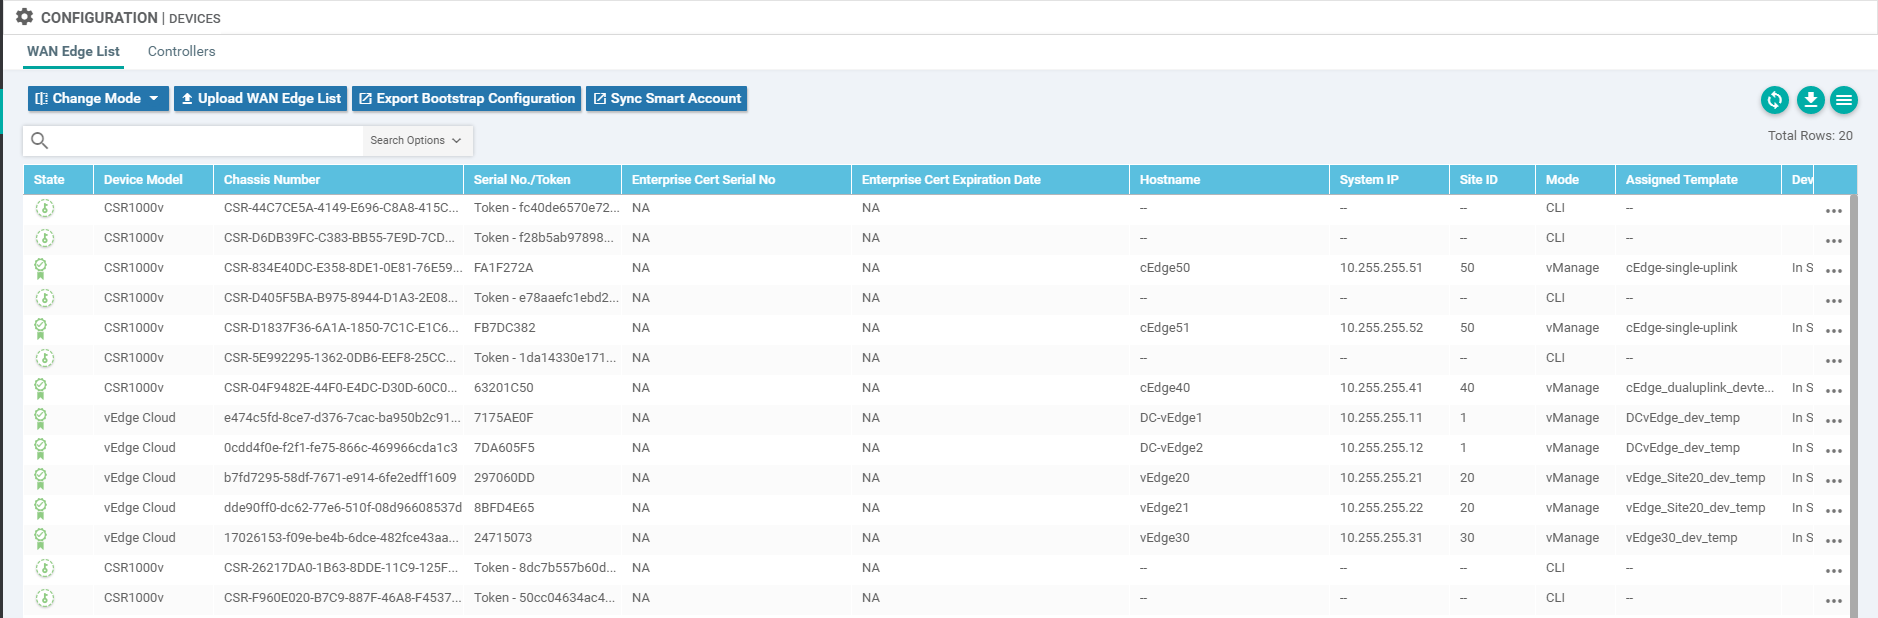 CONFIGURATION | DEVICES
WAN Edge List Controllers
Change Mode Upload WAN Edge List Export Bootstrap Configuration Sync Smart Account
Search Options
Total Rows: 20
State Device Model Chassis Number Serial No./Token Enterprise Cert Serial No Enterprise Cert Expiration Date Hostname System IP Site ID Mode Assigned Template Dev
CSR1000v CSR-44C7CE5A-4149-E696-C8A8-415C... Token - fc40de6570e72... NA NA -- -- -- CLI -- ...
CSR1000v CSR-D6DB39FC-C383-BB55-7E9D-7CD... Token - f28b5ab97898... NA NA -- -- -- CLI -- ...
CSR1000v CSR-834E40DC-E358-8DE1-0E81-76E59... FA1F272A NA NA cEdge50 10.255.255.51 50 vManage cEdge-single-uplink In S ...
CSR1000v CSR-D405F5BA-B975-8944-D1A3-2E08... Token - e78aaefc1ebd2... NA NA -- -- -- CLI -- ...
CSR1000v CSR-D1837F36-6A1A-1850-7C1C-E1C6... FB7DC382 NA NA cEdge51 10.255.255.52 50 vManage cEdge-single-uplink In S ...
CSR1000v CSR-5E992295-1362-0DB6-EEF8-25CC... Token - 1da14330e171... NA NA -- -- -- CLI -- ...
CSR1000v CSR-04F9482E-44F0-E4DC-D30D-60C0... 63201C50 NA NA cEdge40 10.255.255.41 40 vManage cEdge_dualuplink_devte... In S ...
vEdge Cloud e474c5fd-8ce7-d376-7cac-ba950b2c91... 7175AE0F NA NA DC-vEdge1 10.255.255.11 1 vManage DCvEdge_dev_temp In S ...
vEdge Cloud 0cdd4f0e-f2f1-fe75-866c-469966cda1c3 7DA605F5 NA NA DC-vEdge2 10.255.255.12 1 vManage DCvEdge_dev_temp In S ...
vEdge Cloud b7fd7295-58df-7671-e914-6fe2edff1609 297060DD NA NA vEdge20 10.255.255.21 20 vManage vEdge_Site20_dev_temp In S ...
vEdge Cloud dde90ff0-dc62-77e6-510f-08d96608537d 8BFD4E65 NA NA vEdge21 10.255.255.22 20 vManage vEdge_Site20_dev_temp In S ...
vEdge Cloud 17026153-f09e-be4b-6dce-482fce43aa... 24715073 NA NA vEdge30 10.255.255.31 30 vManage vEdge30_dev_temp In S ...
CSR1000v CSR-26217DA0-1B63-8DDE-11C9-125F... Token - 8dc7b557b60d... NA NA -- -- -- CLI -- ...
CSR1000v CSR-F960E020-B7C9-887F-46A8-F4537... Token - 50cc04634ac4... NA NA -- -- -- CLI -- ...